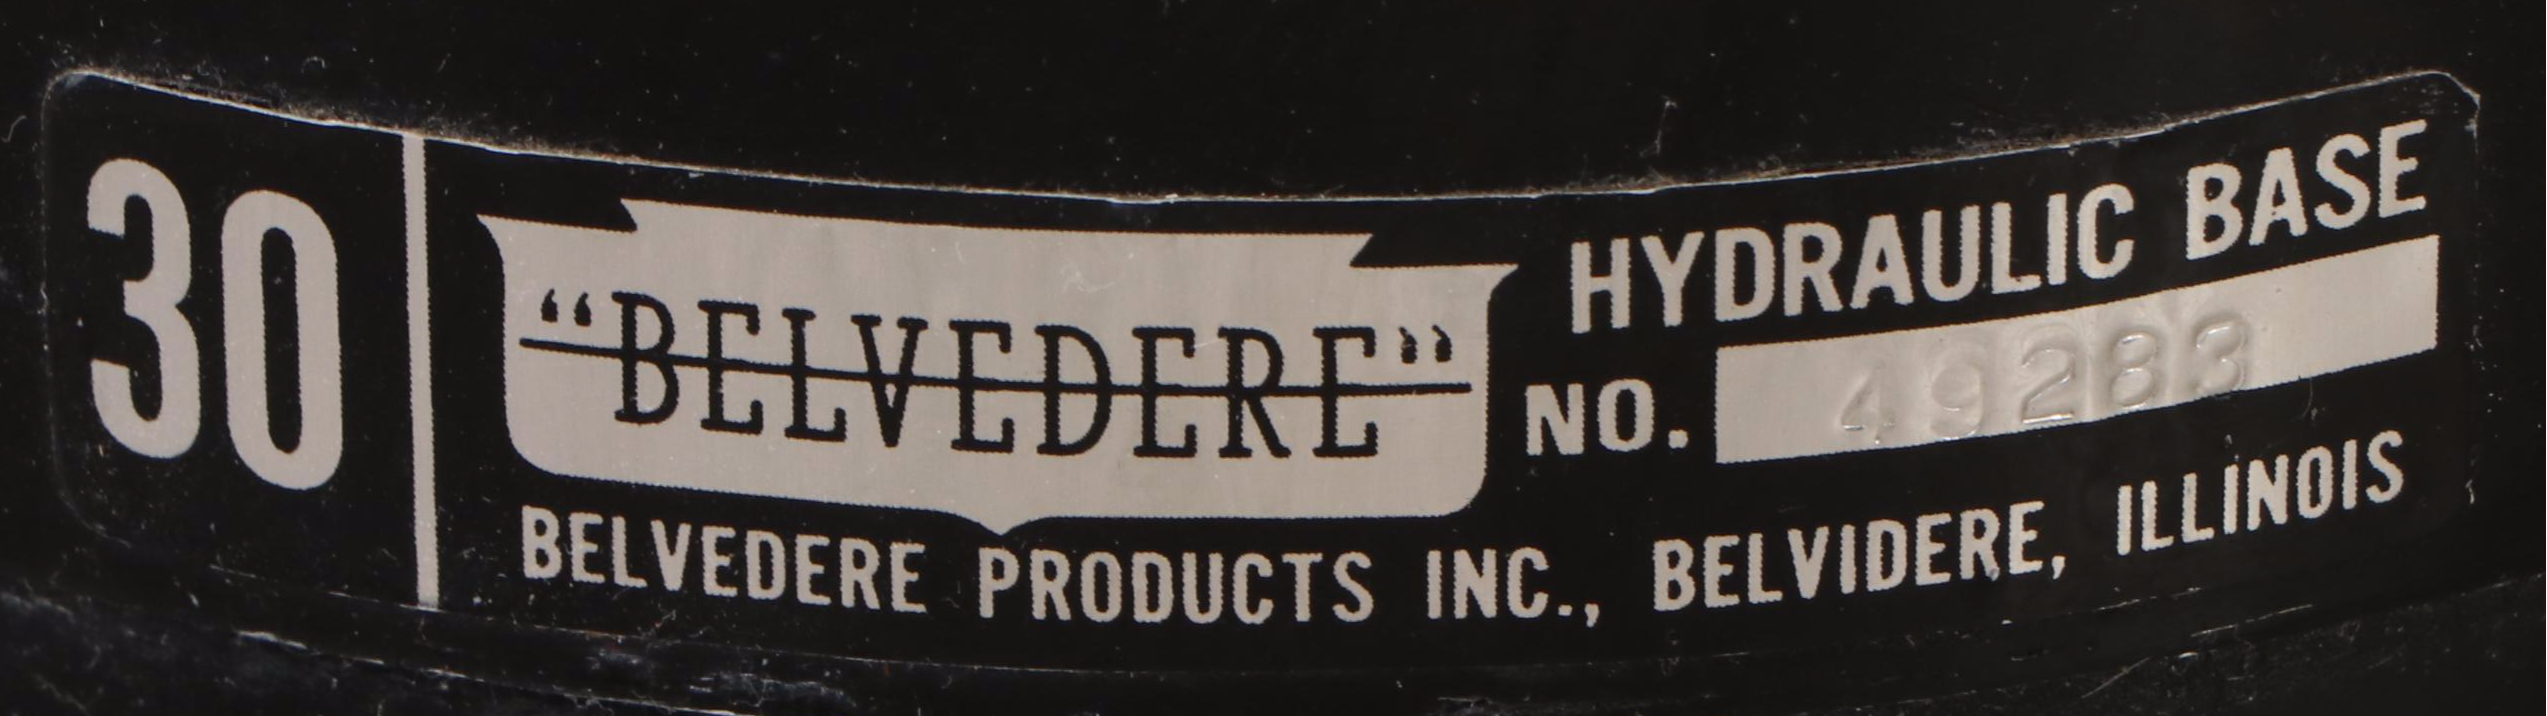 30
“BELVEDERE”
HYDRAULIC BASE
NO. 49283
BELVEDERE PRODUCTS INC., BELVIDERE, ILLINOIS